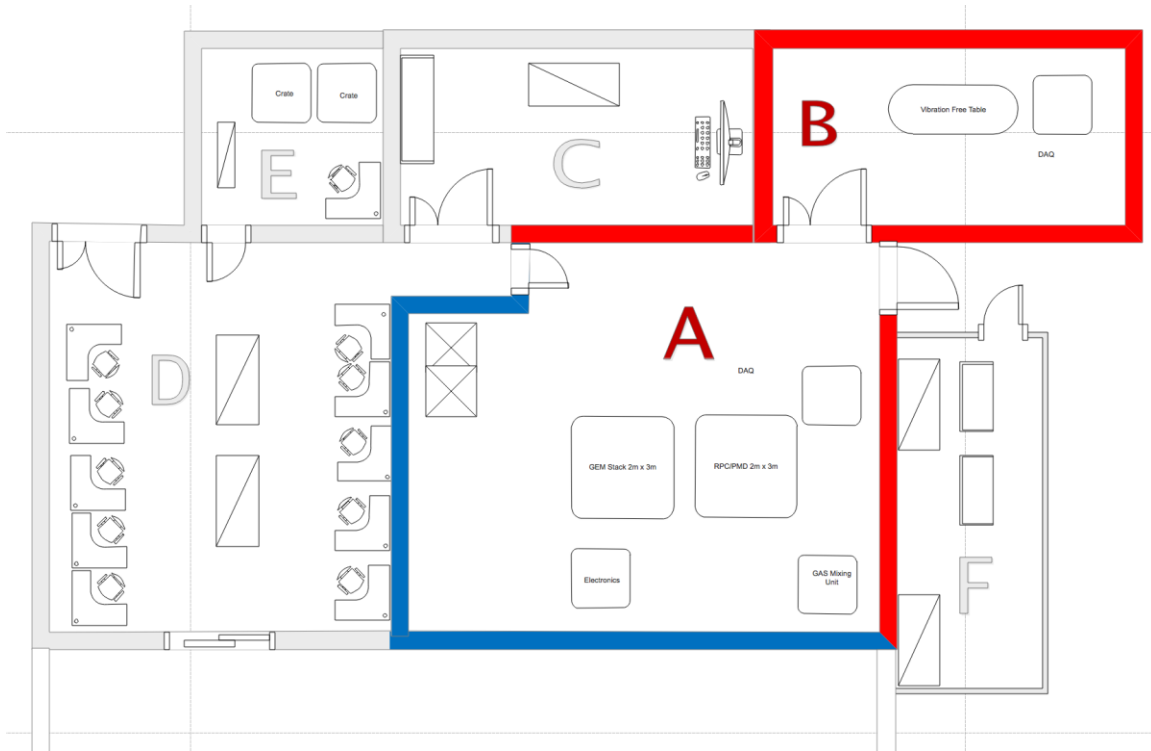 Crate
Crate
E
C
B
Vibration Free Table
DAQ
D
A
DAQ
GEM Stack 2m x 3m
RPC/PMD 2m x 3m
Electronics
GAS Mixing
Unit
F